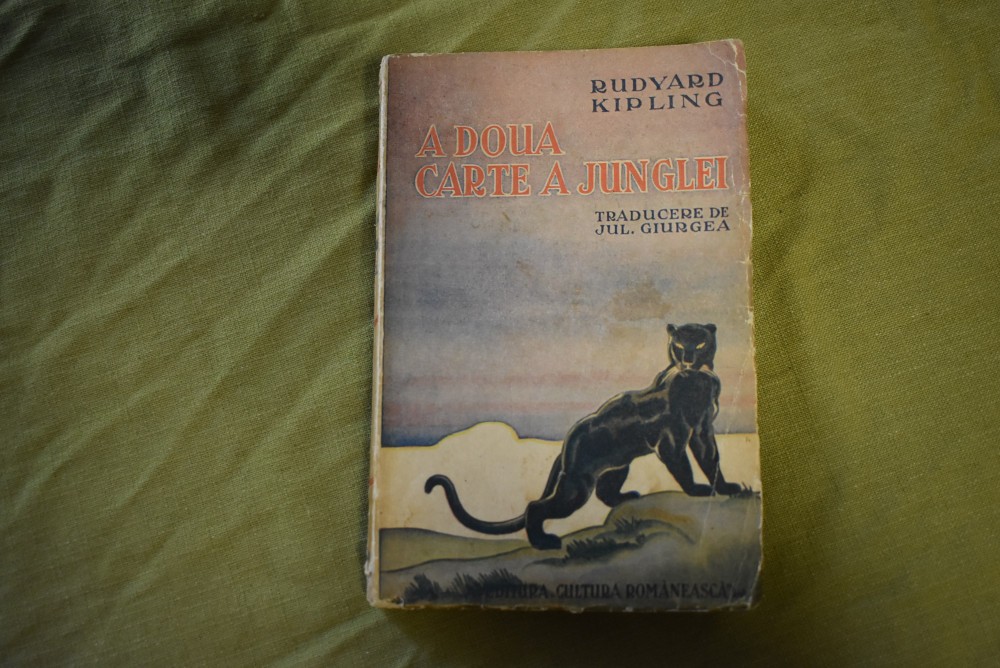 RUDYARD
KIPLING
A DOUA
CARTE A JUNGLEI
TRADUCERE DE
JUL. GIURGEA
EDITURA „CULTURA ROMÂNEASCĂ"